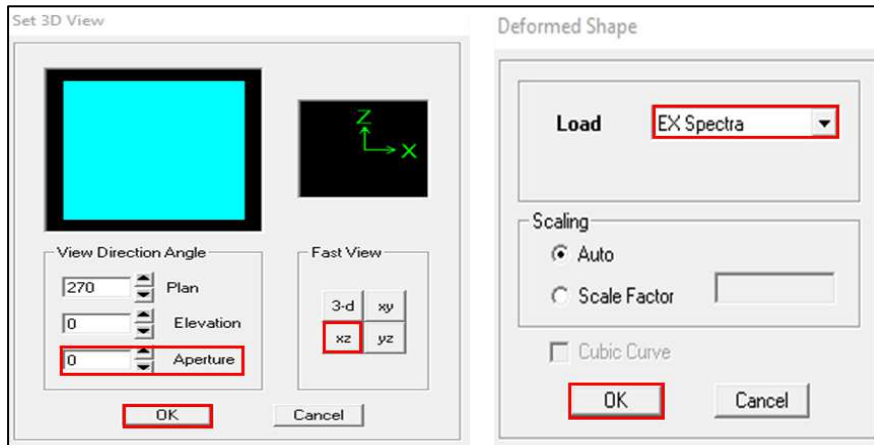 Set 3D View
Z
X
View Direction Angle
270 Plan
0 Elevation
0 Aperture
Fast View
3-d xy
xz yz
OK Cancel
Deformed Shape
Load EX Spectra
Scaling
Auto
Scale Factor
Cubic Curve
OK Cancel